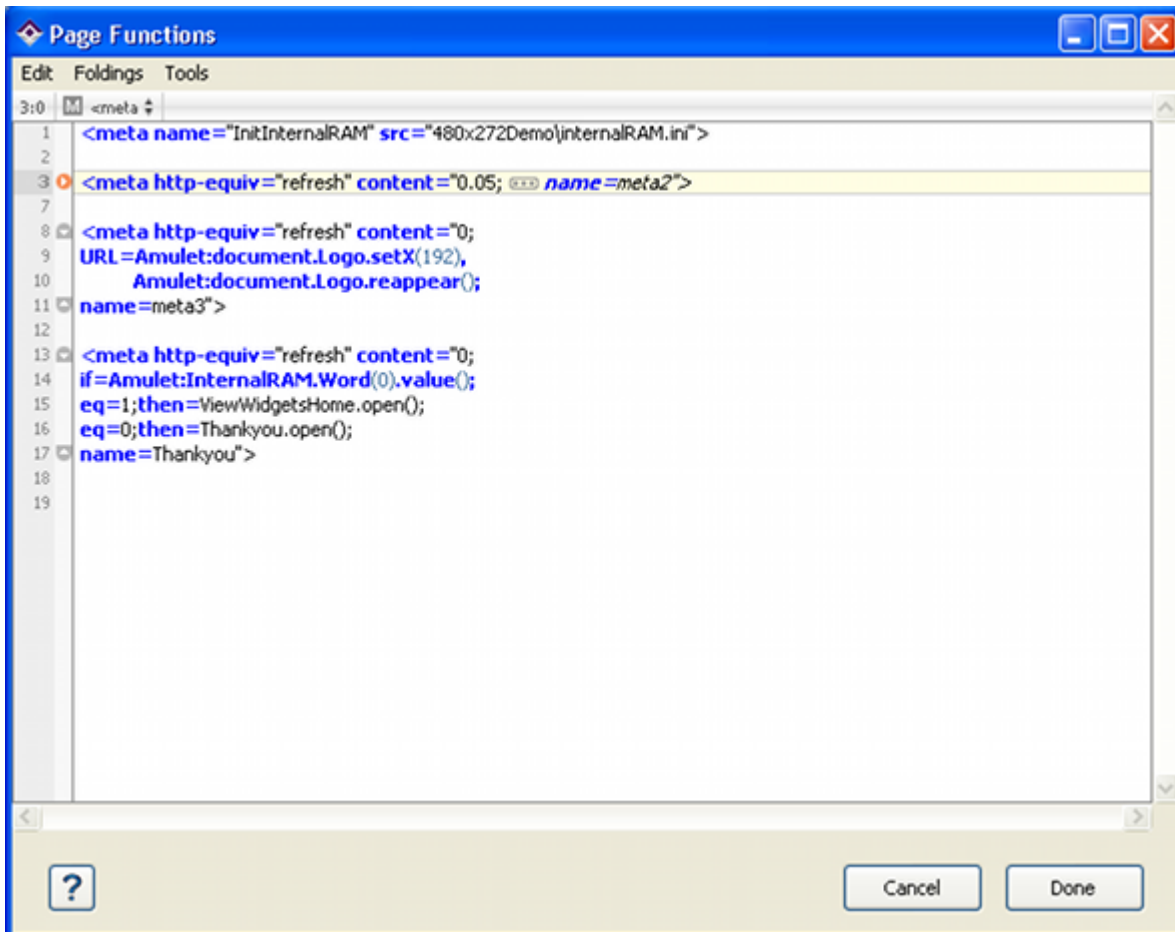 Page Functions
Edit Foldings Tools
3:0 M <meta
1 <meta name="InitInternalRAM" src="480x272Demo\internalRAM.ini">
2
3 <meta http-equiv="refresh" content="0.05; name=meta2">
7
8 <meta http-equiv="refresh" content="0;
9 URL=Amulet:document.Logo.setX(192),
10 Amulet:document.Logo.reappear();
11 name=meta3">
12
13 <meta http-equiv="refresh" content="0;
14 if=Amulet:InternalRAM.Word(0).value();
15 eq=1;then=ViewWidgetsHome.open();
16 eq=0;then=Thankyou.open();
17 name=Thankyou">
18
19
? Cancel Done